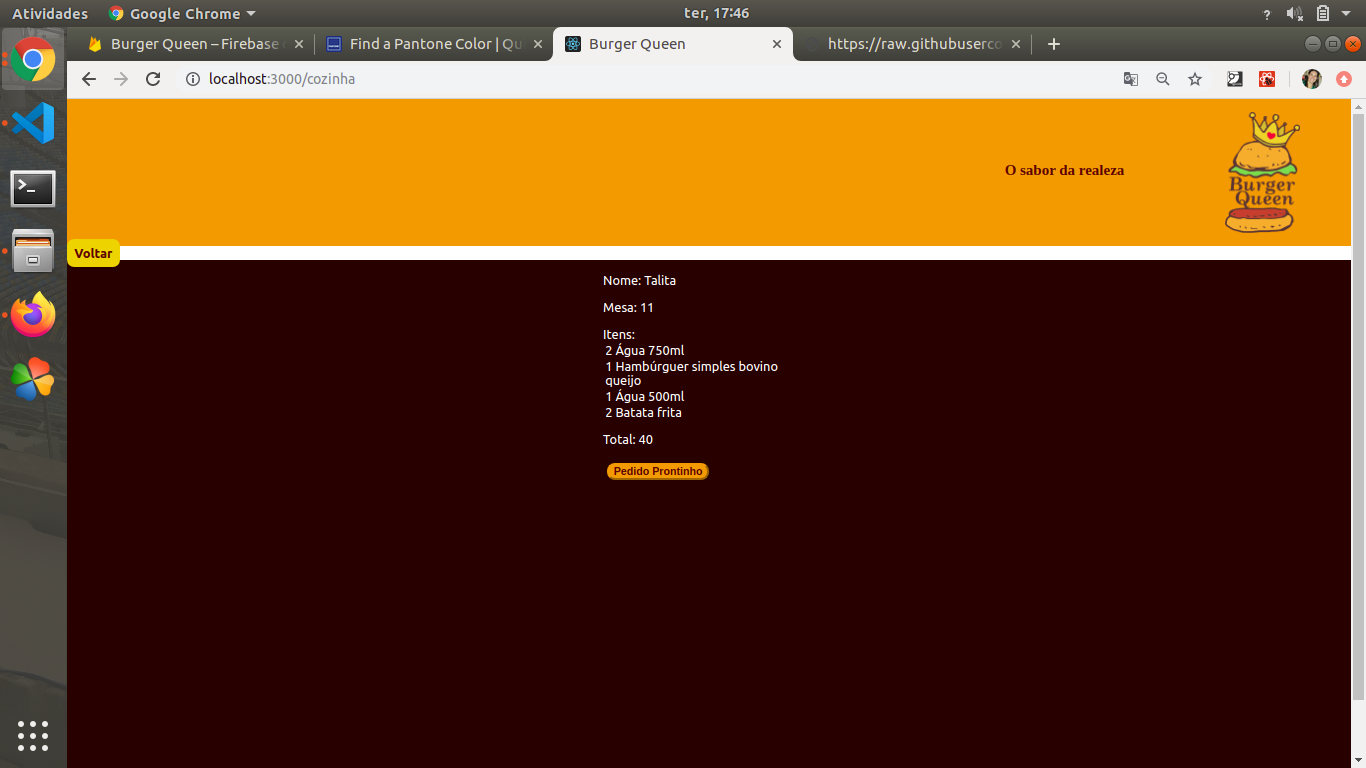 Atividades Google Chrome ter, 17:46 ?
Burger Queen – Firebase Find a Pantone Color | Qu Burger Queen https://raw.githubuserco
localhost:3000/cozinha
O sabor da realeza
Burger
Queen
Voltar
Nome: Talita
Mesa: 11
Itens:
2 Água 750ml
1 Hambúrguer simples bovino
queijo
1 Água 500ml
2 Batata frita
Total: 40
Pedido Prontinho